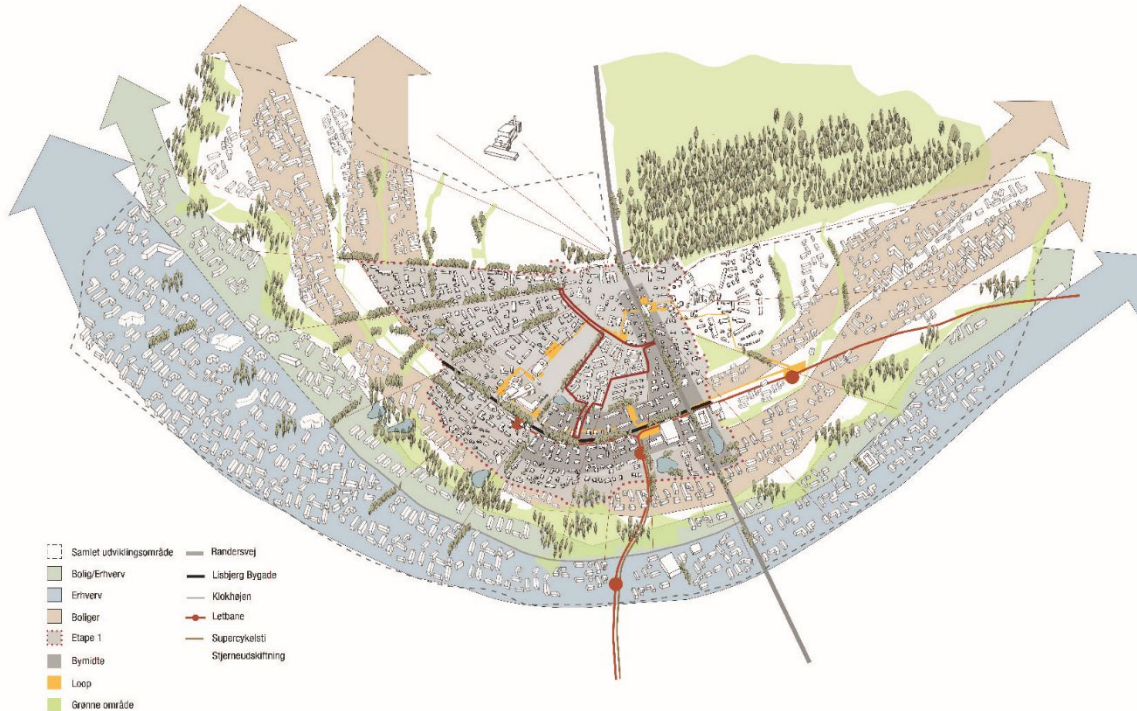 Samlet udviklingsområde
Bolig/Erhverv
Erhverv
Boliger
Etape 1
Bymidte
Loop
Grønne område
Randersvej
Lisbjerg Bygade
Klokhøjen
Letbane
Supercykelsti
Stjerneudskiftning